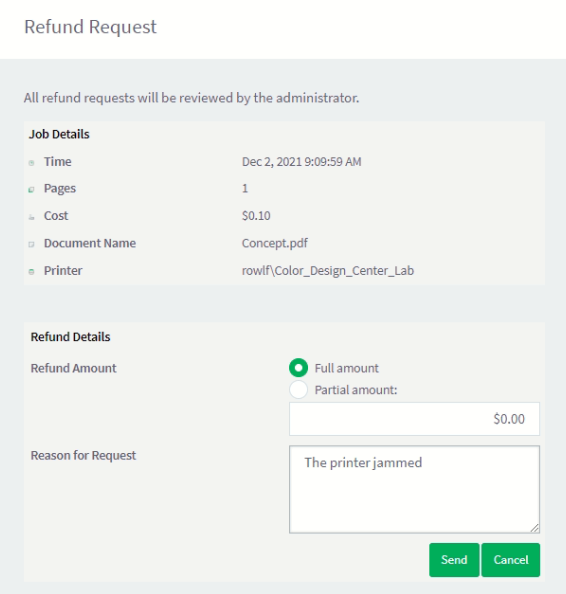 Refund Request
All refund requests will be reviewed by the administrator.
Job Details
Time Dec 2, 2021 9:09:59 AM
Pages 1
Cost $0.10
Document Name Concept.pdf
Printer rowlf\Color_Design_Center_Lab
Refund Details
Refund Amount Full amount
Partial amount:
$0.00
Reason for Request The printer jammed
Send Cancel